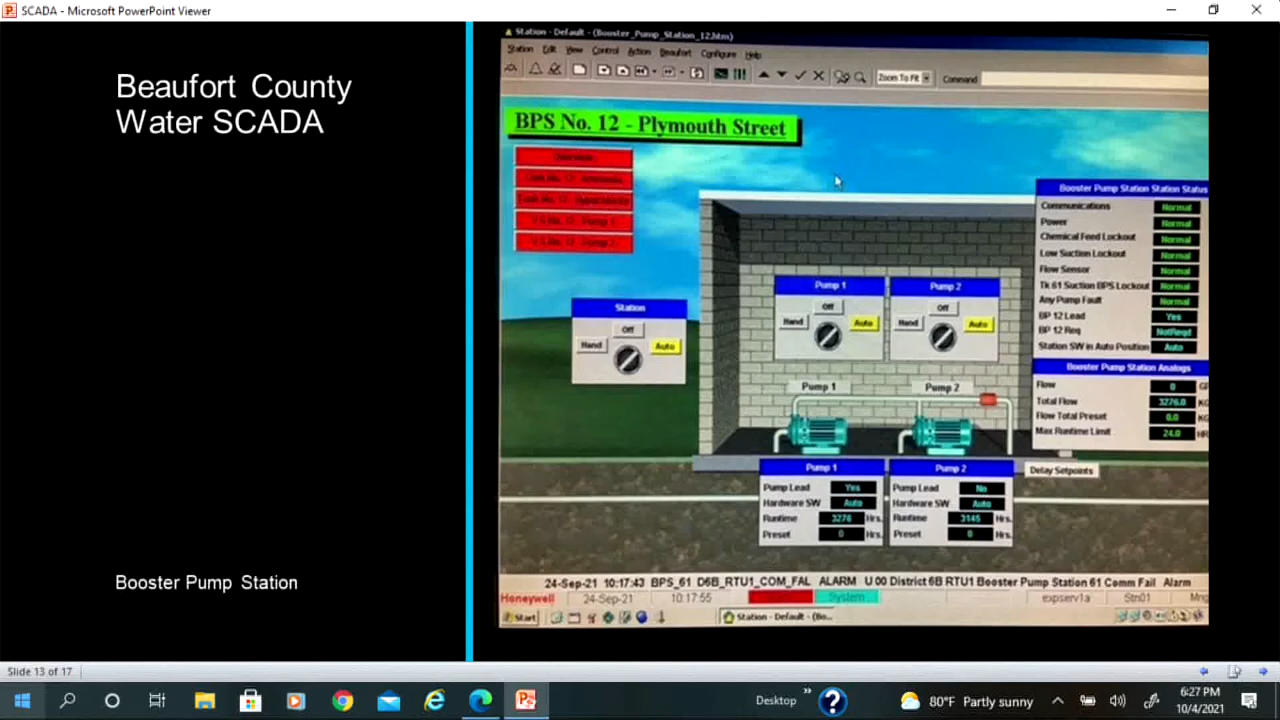 SCADA - Microsoft PowerPoint Viewer
Beaufort County
Water SCADA
Booster Pump Station
Station - Default - (Booster_Pump_Station_12.htm)
Station Edit View Control Action Beaufort Configure Help
Zoom To Fit Command
BPS No. 12 - Plymouth Street
Station
Off
Hand Auto
Pump 1
Off
Hand Auto
Pump 2
Off
Hand Auto
Pump 1 Pump 2
Booster Pump Station Station Status
Communications Normal
Power Normal
Chemical Feed Lockout Normal
Low Suction Lockout Normal
Flow Sensor Normal
Tk 61 Suction BPS Lockout Normal
Any Pump Fault Normal
BP 12 Lead Yes
BP 12 Req NotReqd
Station SW in Auto Position Auto
Booster Pump Station Analogs
Flow 0
Total Flow 3276.0
Flow Total Preset 0.0
Max Runtime Limit 24.0
Delay Setpoints
Pump 1
Pump Lead Yes
Hardware SW Auto
Runtime 3276 Hrs.
Preset 0 Hrs.
Pump 2
Pump Lead No
Hardware SW Auto
Runtime 3145 Hrs.
Preset 0 Hrs.
24-Sep-21 10:17:43 BPS_61 D6B_RTU1_COM_FAL ALARM U 00 District 6B RTU1 Booster Pump Station 61 Comm Fail Alarm
Honeywell 24-Sep-21 10:17:55 System expserv1a Stn01
Start Station - Default - (Bo...
Slide 13 of 17
Desktop 80°F Partly sunny 6:27 PM
10/4/2021